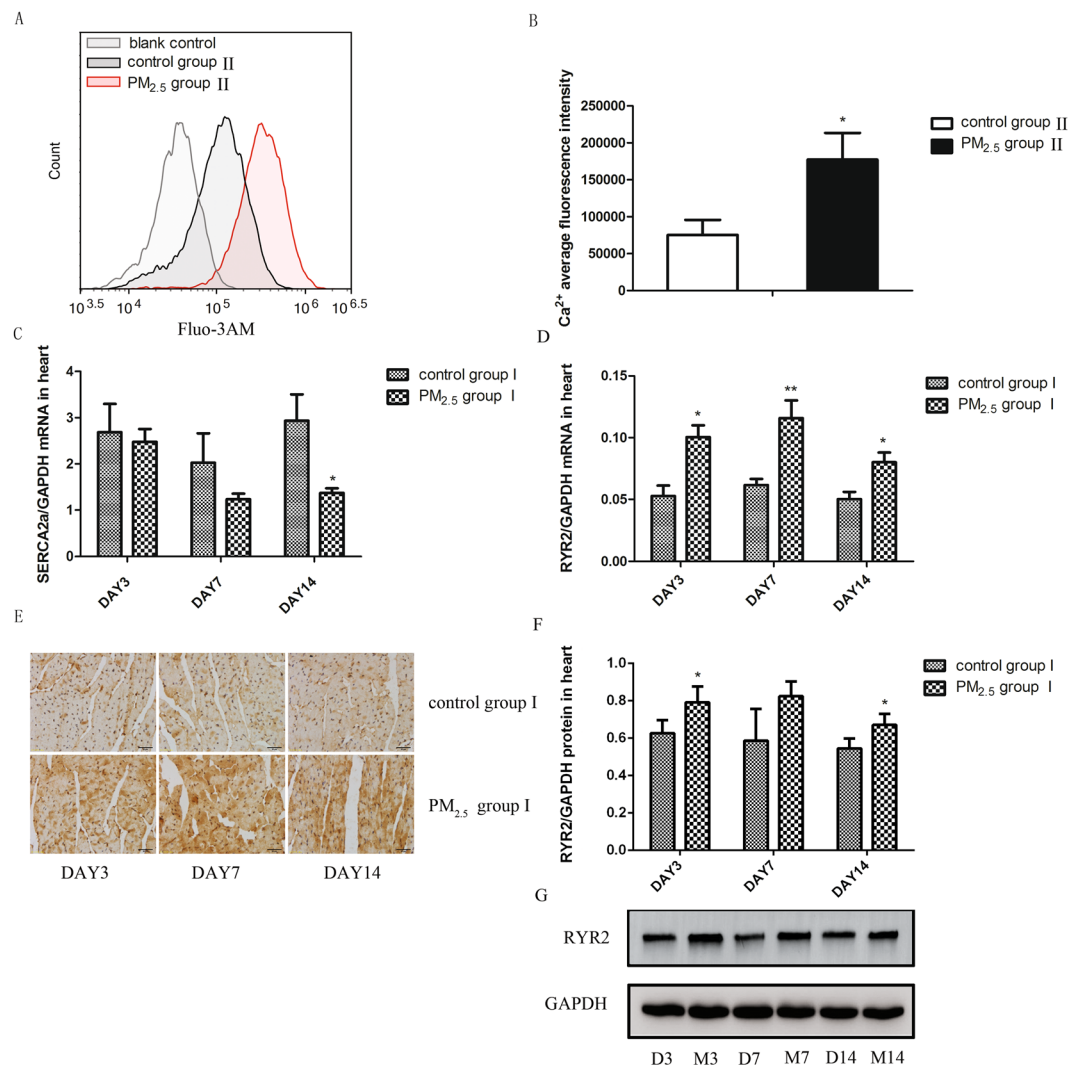 A
blank control
control group II
PM2.5 group II
Count
10^3.5 10^4 10^5 10^6 10^6.5
Fluo-3AM
B
Ca2+ average fluorescence intensity
250000
200000
150000
100000
50000
0
*
control group II
PM2.5 group II
C
SERCA2a/GAPDH mRNA in heart
4
3
2
1
0
*
DAY3 DAY7 DAY14
control group I
PM2.5 group I
D
RYR2/GAPDH mRNA in heart
0.15
0.10
0.05
0.00
* ** *
DAY3 DAY7 DAY14
control group I
PM2.5 group I
E
control group I
PM2.5 group I
DAY3 DAY7 DAY14
F
RYR2/GAPDH protein in heart
1.0
0.8
0.6
0.4
0.2
0.0
* *
DAY3 DAY7 DAY14
control group I
PM2.5 group I
G
RYR2
GAPDH
D3 M3 D7 M7 D14 M14